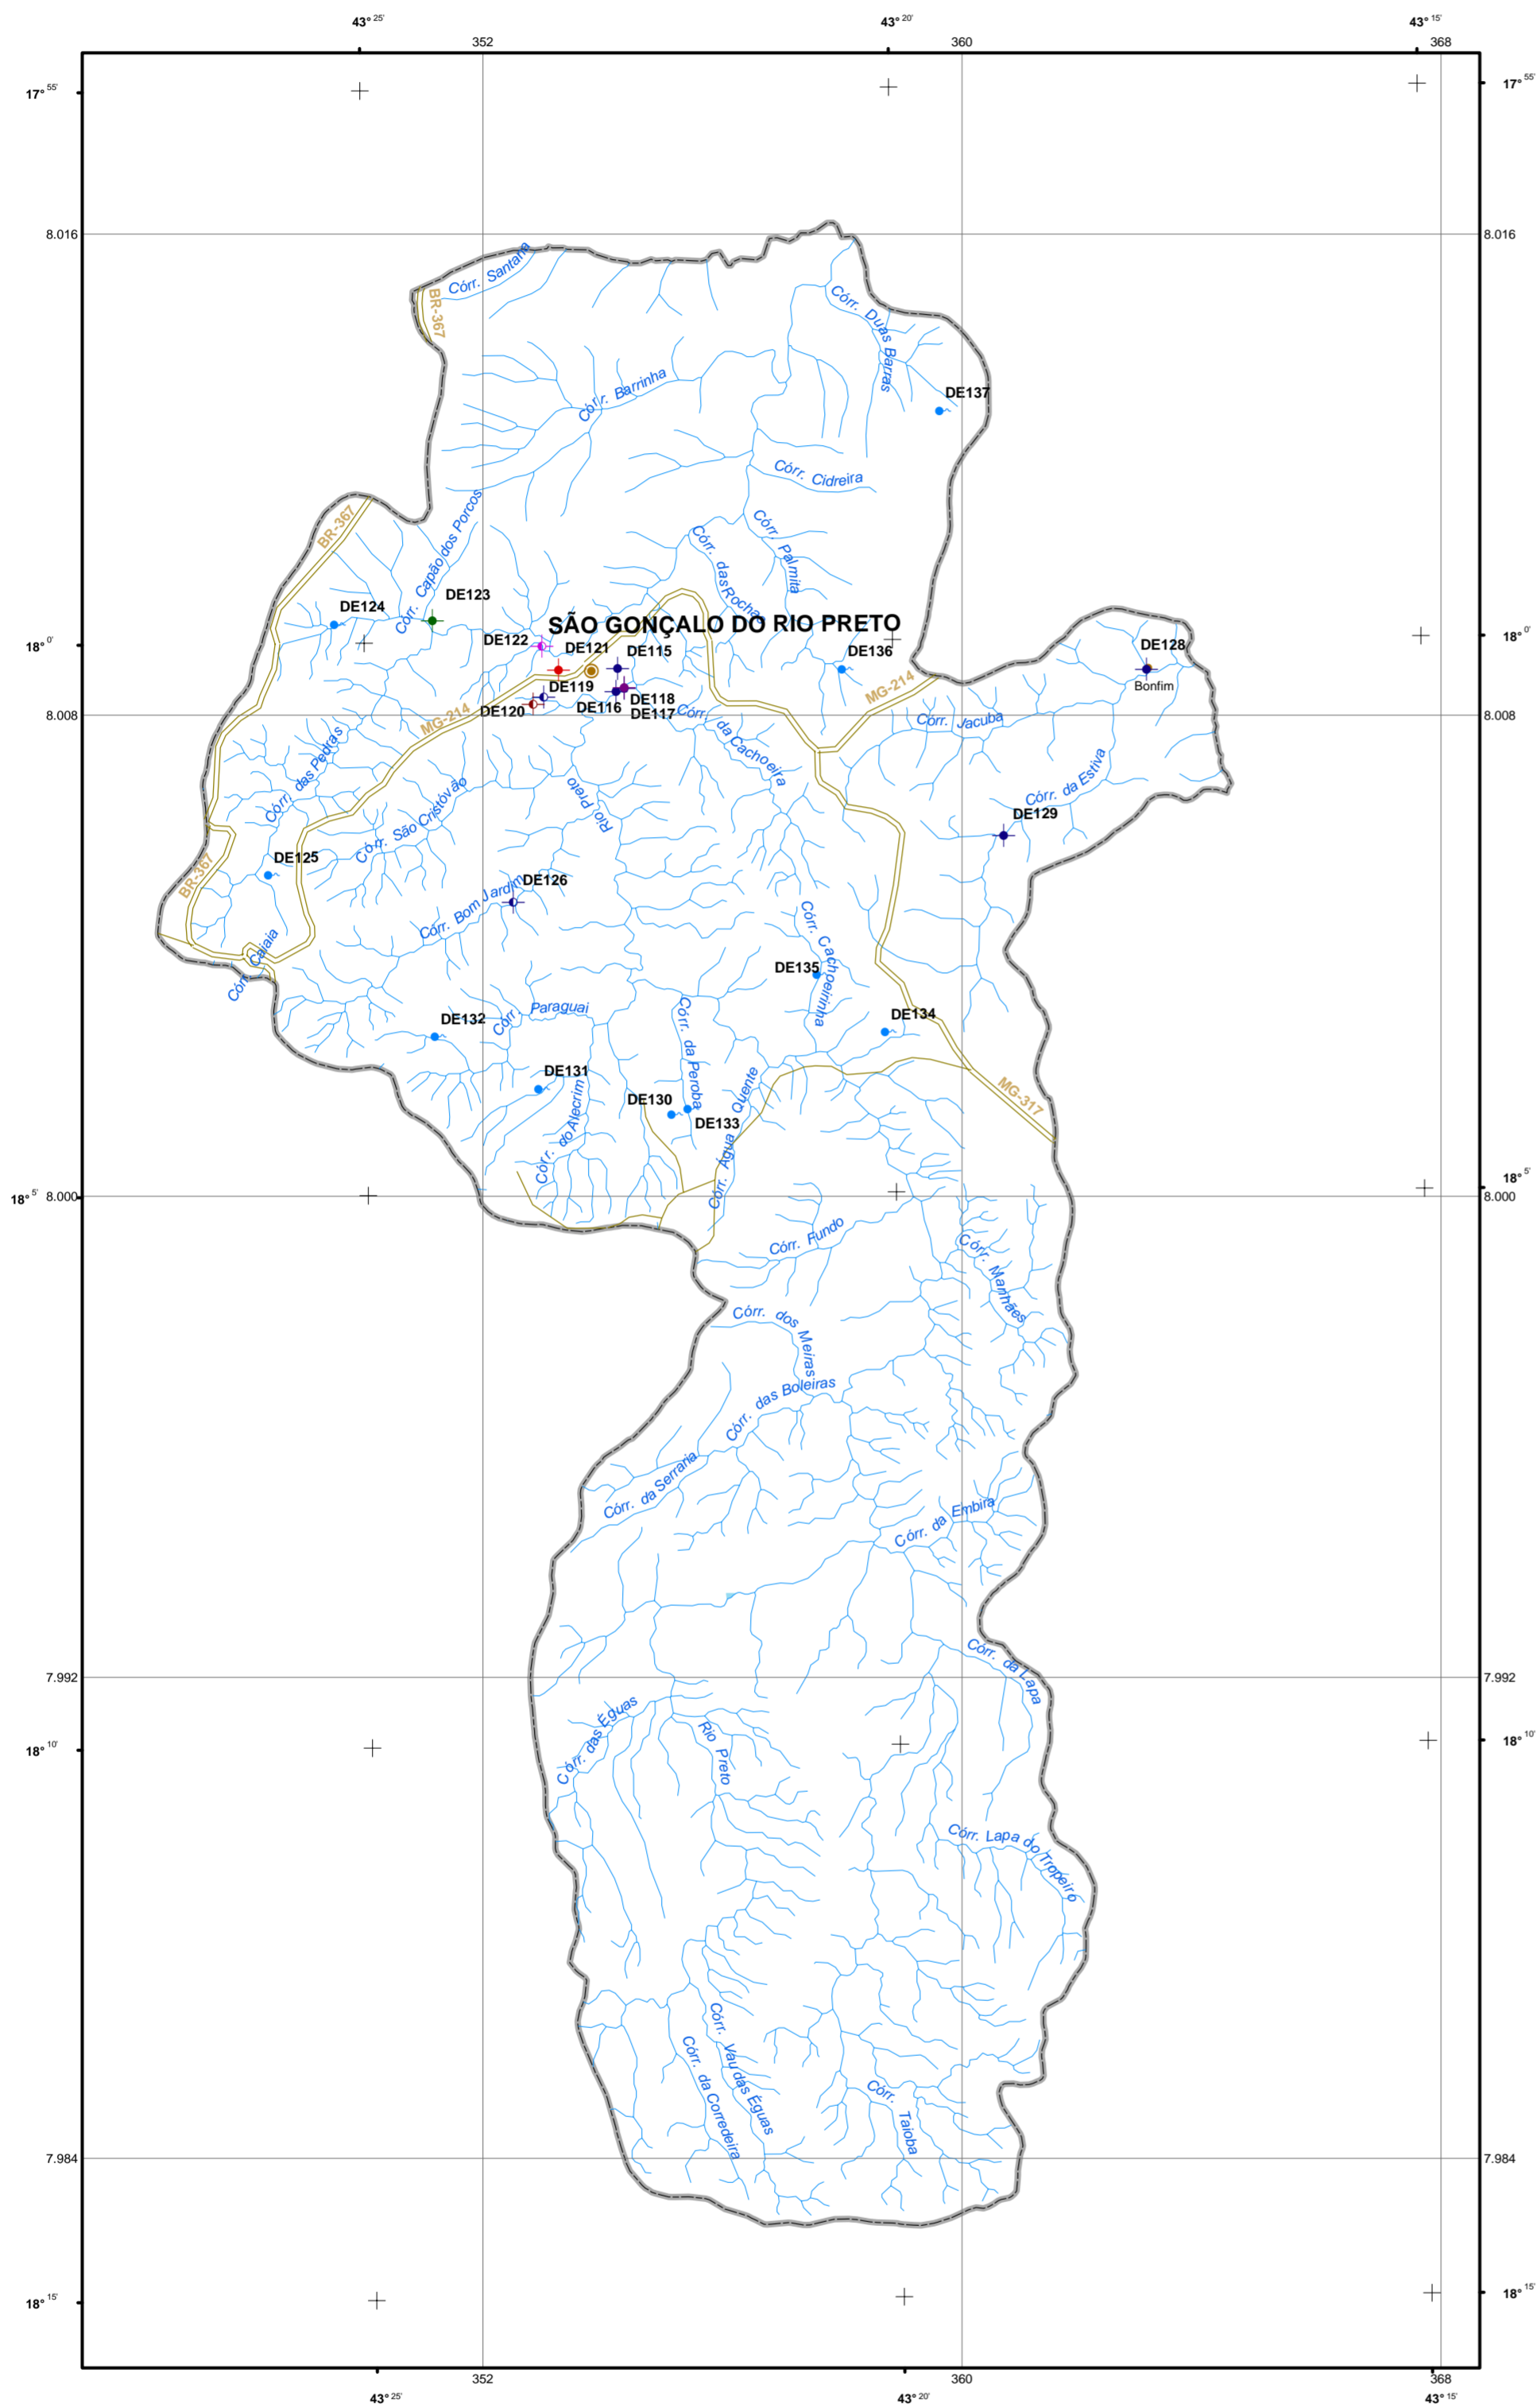 43° 25' 43° 20' 43° 15'
352 360 368
17° 55' 17° 55'
8.016 8.016
Córr. Santana
BR-367
Córr. Duas Barras
Córr. Barrinha
DE137
Córr. Cidreira
BR-367
Córr. Capão dos Porcos
Córr. Palmita
Córr. das Rochas
DE124
DE123
SÃO GONÇALO DO RIO PRETO
18° 0' 18° 0'
DE122
DE121
DE115
DE136
DE128
Bonfim
MG-214
DE119
DE120
DE116
DE118
DE117
8.008 8.008
MG-214
Córr. da Cachoeira
Córr. Jacuba
Córr. das Pedras
Córr. São Cristóvão
Rio Preto
Córr. da Estiva
DE129
BR-367
DE125
DE126
Córr. Bom Jardim
Córr. Caiaia
Córr. Cachoeirinha
DE135
DE132
Córr. Paraguai
Córr. da Peroba
DE134
DE131
DE130
DE133
Córr. do Alecrim
Córr. Água Quente
MG-317
18° 5' 8.000 8.000 18° 5'
Córr. Fundo
Córr. Manhães
Córr. dos Meiras
Córr. das Boleiras
Córr. da Serraria
Córr. da Embira
Córr. da Lapa
7.992 7.992
Córr. das Éguas
Rio Preto
18° 10' 18° 10'
Córr. Lapa do Tropeiro
Córr. Vau das Éguas
Córr. da Corredeira
Córr. Taioba
7.984 7.984
18° 15' 18° 15'
352 360 368
43° 25' 43° 20' 43° 15'